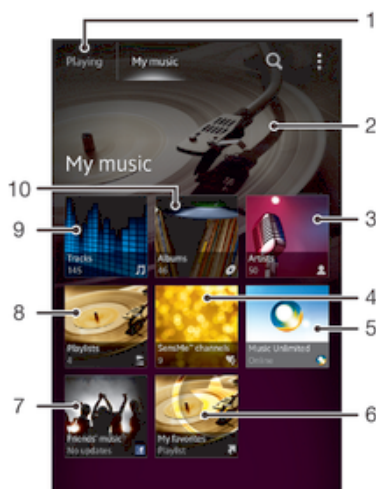 1
Playing My music
2
My music
10
9
Tracks
145
Albums
46
Artists
50
3
8
Playlists
4
SensMe™ channels
9
4
Music Unlimited
Online
5
7
Friends' music
No updates
My favorites
Playlist
6